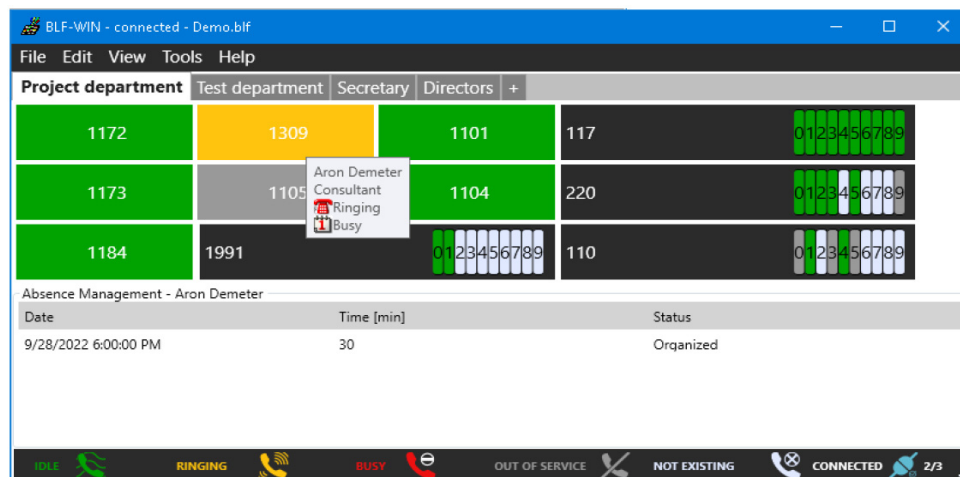 BLF-WIN - connected - Demo.blf
File Edit View Tools Help
Project department Test department Secretary Directors +
1172 1309 1101 117 0123456789
Aron Demeter
Consultant
Ringing
1 Busy
1173 1105 1104 220 0123456789
1184 1991 0123456789 110 0123456789
Absence Management - Aron Demeter
Date Time [min] Status
9/28/2022 6:00:00 PM 30 Organized
IDLE RINGING BUSY OUT OF SERVICE NOT EXISTING CONNECTED 2/3